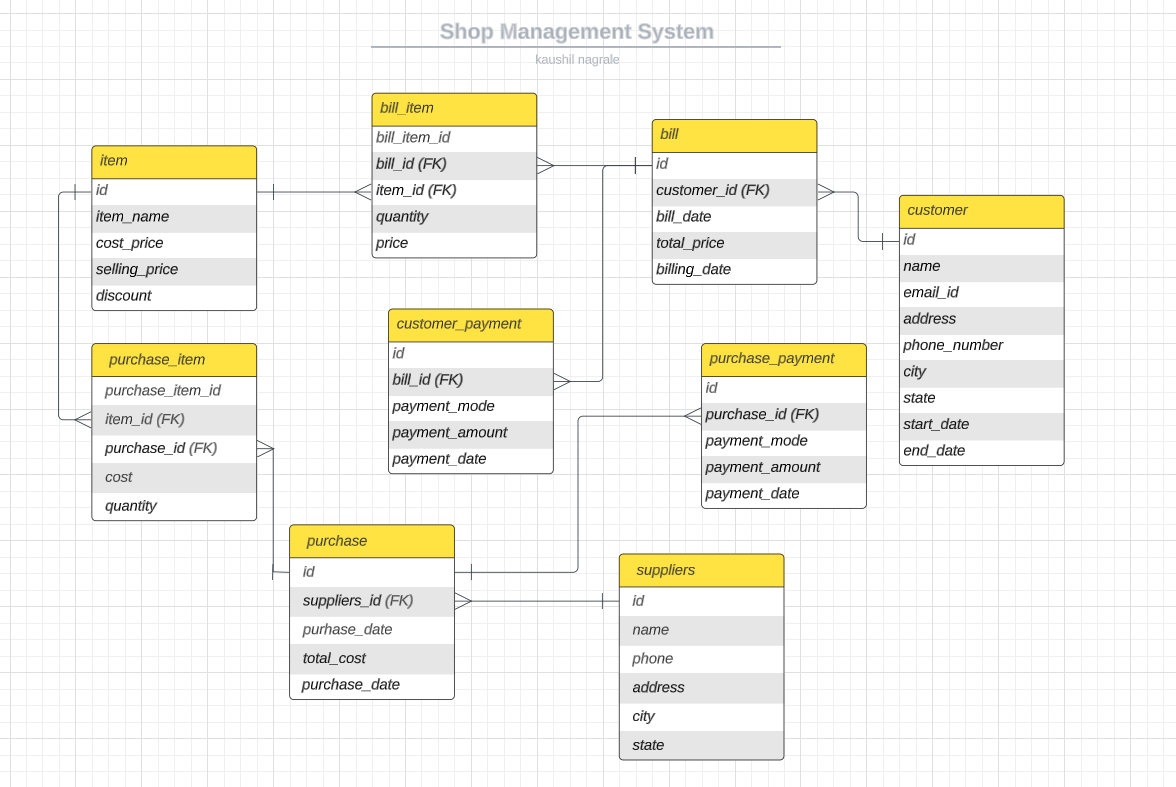 Shop Management System
kaushil nagrale
bill_item
bill_item_id
bill_id (FK)
item_id (FK)
quantity
price
bill
id
customer_id (FK)
bill_date
total_price
billing_date
item
id
item_name
cost_price
selling_price
discount
customer
id
name
email_id
address
phone_number
city
state
start_date
end_date
customer_payment
id
bill_id (FK)
payment_mode
payment_amount
payment_date
purchase_item
purchase_item_id
item_id (FK)
purchase_id (FK)
cost
quantity
purchase_payment
id
purchase_id (FK)
payment_mode
payment_amount
payment_date
purchase
id
suppliers_id (FK)
purhase_date
total_cost
purchase_date
suppliers
id
name
phone
address
city
state